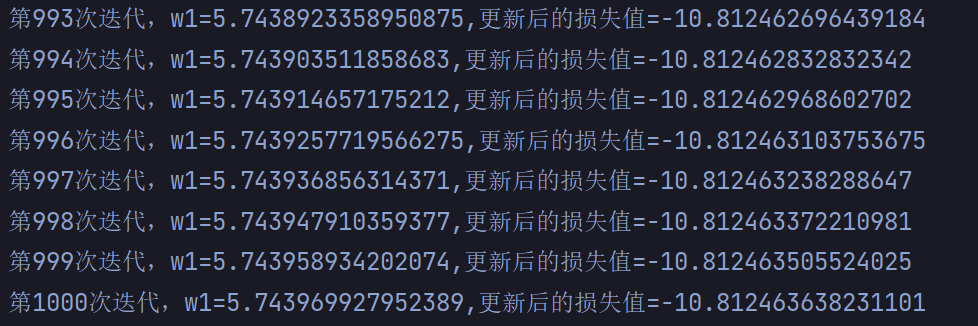 第993次迭代，w1=5.7438923358950875,更新后的损失值=-10.812462696439184
第994次迭代，w1=5.743903511858683,更新后的损失值=-10.812462832832342
第995次迭代，w1=5.743914657175212,更新后的损失值=-10.812462968602702
第996次迭代，w1=5.74392577719566275,更新后的损失值=-10.812463103753675
第997次迭代，w1=5.743936856314371,更新后的损失值=-10.812463238288647
第998次迭代，w1=5.743947910359377,更新后的损失值=-10.812463372210981
第999次迭代，w1=5.743958934202074,更新后的损失值=-10.812463505524025
第1000次迭代，w1=5.743969927952389,更新后的损失值=-10.812463638231101